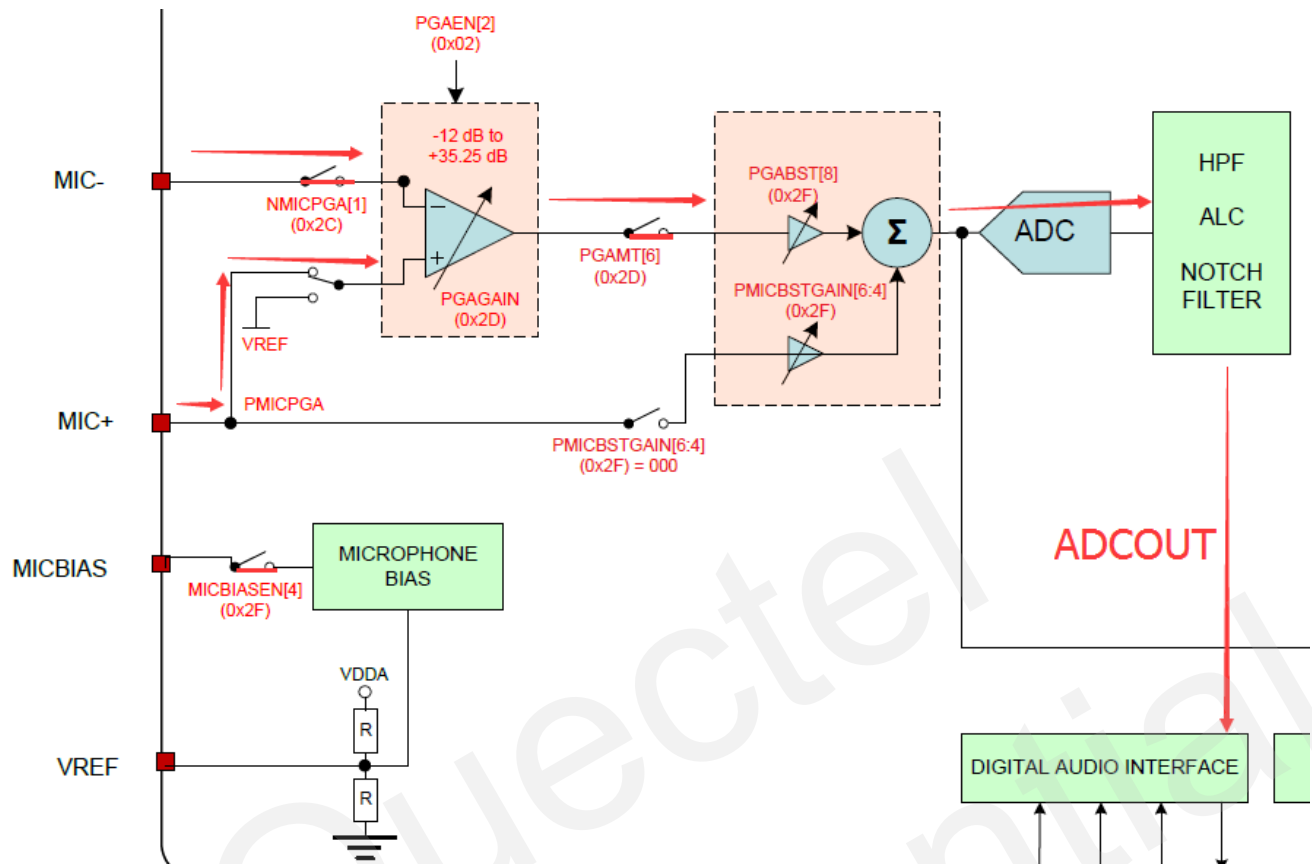 PGAEN[2]
(0x02)
-12 dB to
+35.25 dB
MIC-
NMICPGA[1]
(0x2C)
PGAGAIN
(0x2D)
VREF
PMICPGA
MIC+
PGAMT[6]
(0x2D)
PGABST[8]
(0x2F)
Σ
PMICBSTGAIN[6:4]
(0x2F)
PMICBSTGAIN[6:4]
(0x2F) = 000
ADC
HPF
ALC
NOTCH
FILTER
MICBIAS
MICBIASEN[4]
(0x2F)
MICROPHONE
BIAS
ADCOUT
VDDA
R
VREF
R
DIGITAL AUDIO INTERFACE
Quectel
ntial